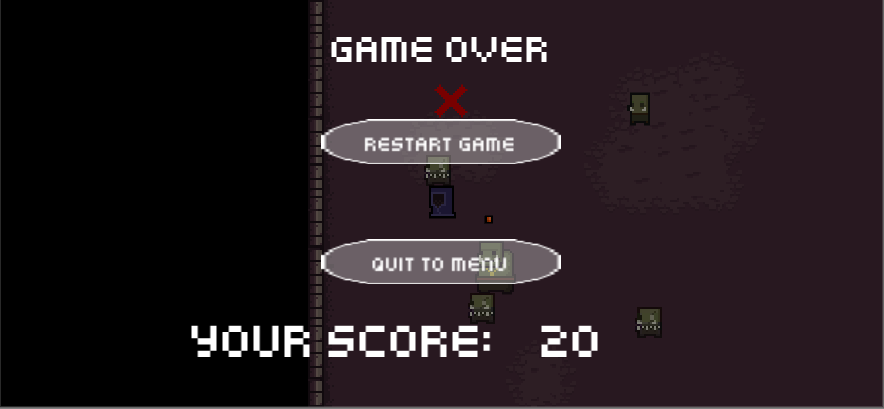 GAME OVER
RESTART GAME
QUIT TO MENU
YOUR SCORE: 20